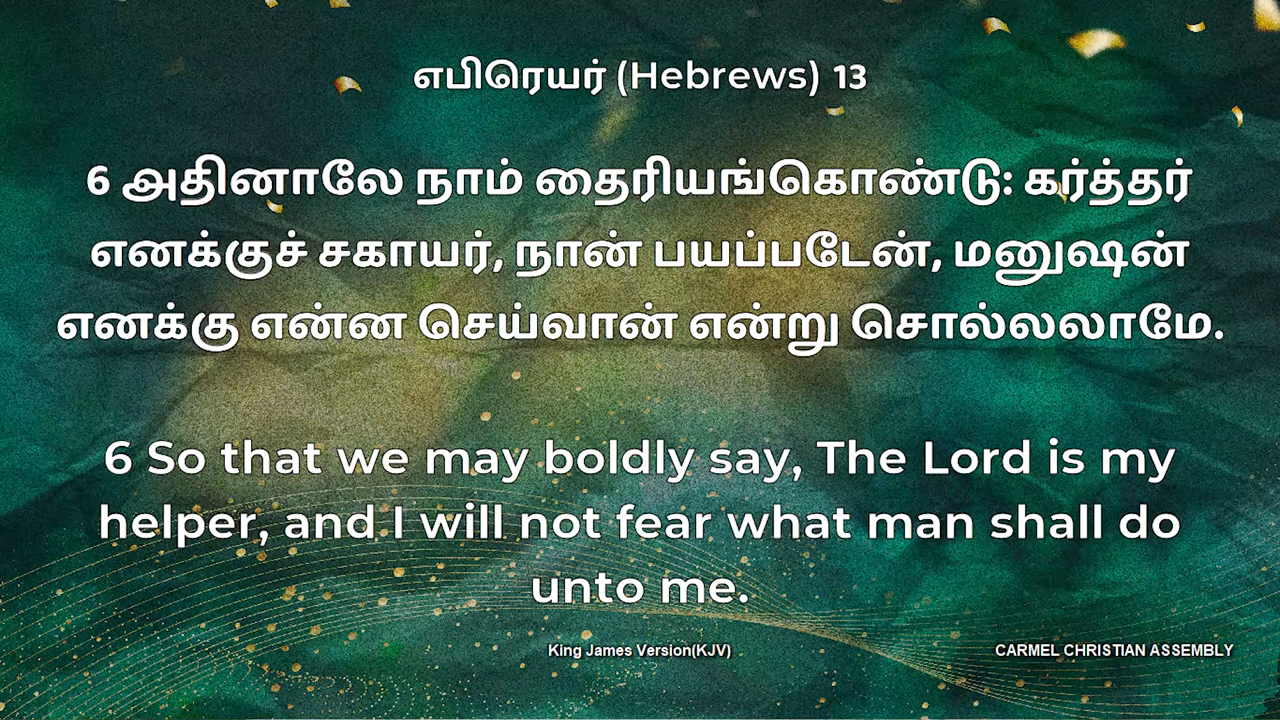 எபிரெயர் (Hebrews) 13
6 அதினாலே நாம் தைரியங்கொண்டு: கர்த்தர்
எனக்குச் சகாயர், நான் பயப்படேன், மனுஷன்
எனக்கு என்ன செய்வான் என்று சொல்லலாமே.
6 So that we may boldly say, The Lord is my
helper, and I will not fear what man shall do
unto me.
King James Version(KJV)
CARMEL CHRISTIAN ASSEMBLY